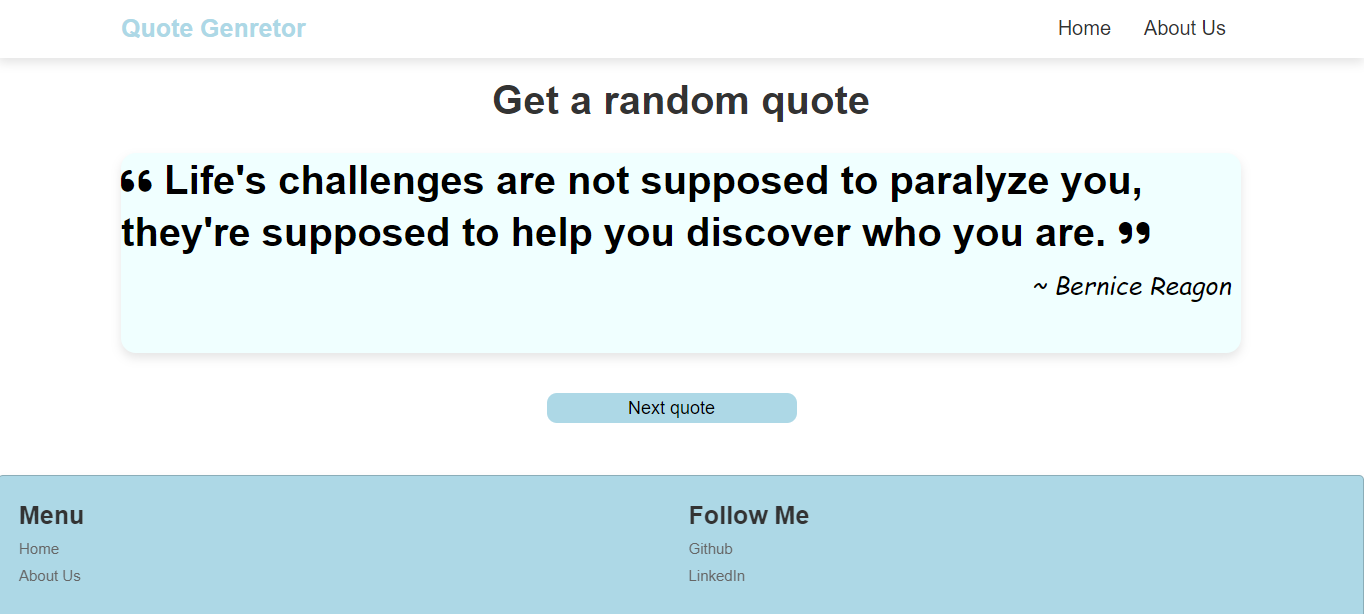 Quote Genretor
Home About Us
Get a random quote
“ Life's challenges are not supposed to paralyze you,
they're supposed to help you discover who you are. ”
~ Bernice Reagon
Next quote
Menu
Home
About Us
Follow Me
Github
LinkedIn